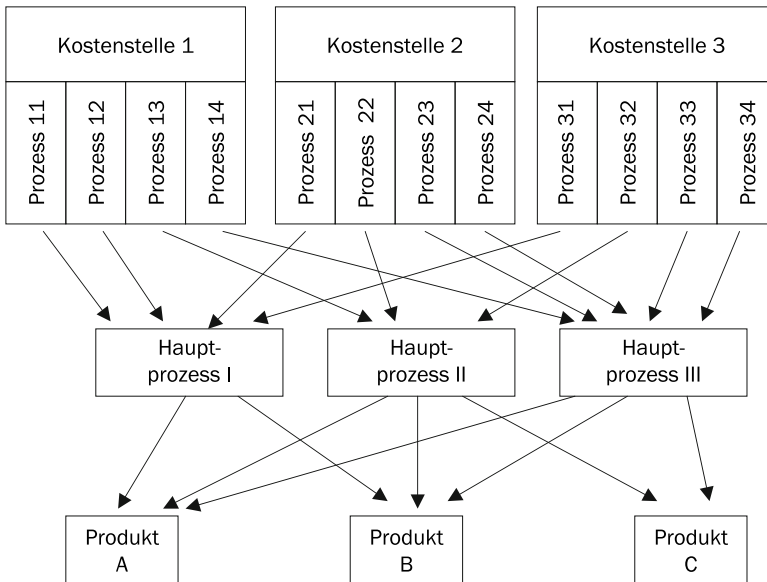 Kostenstelle 1
Kostenstelle 2
Kostenstelle 3
Prozess 11
Prozess 12
Prozess 13
Prozess 14
Prozess 21
Prozess 22
Prozess 23
Prozess 24
Prozess 31
Prozess 32
Prozess 33
Prozess 34
Haupt-
prozess I
Haupt-
prozess II
Haupt-
prozess III
Produkt
A
Produkt
B
Produkt
C